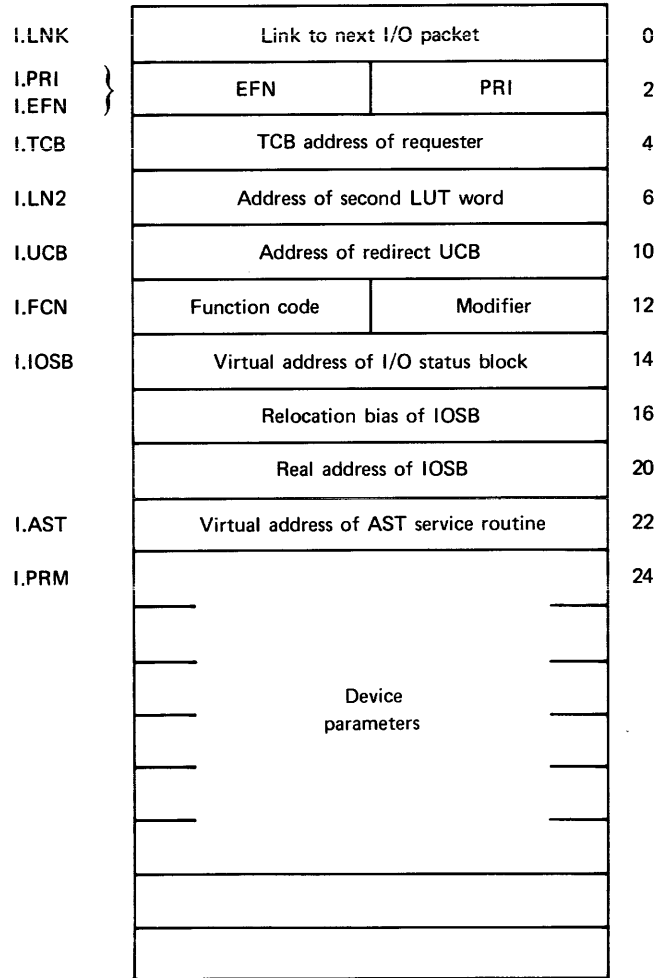 I.LNK Link to next I/O packet 0
I.PRI
I.EFN } EFN PRI 2
I.TCB TCB address of requester 4
I.LN2 Address of second LUT word 6
I.UCB Address of redirect UCB 10
I.FCN Function code Modifier 12
I.IOSB Virtual address of I/O status block 14
Relocation bias of IOSB 16
Real address of IOSB 20
I.AST Virtual address of AST service routine 22
I.PRM 24
Device
parameters